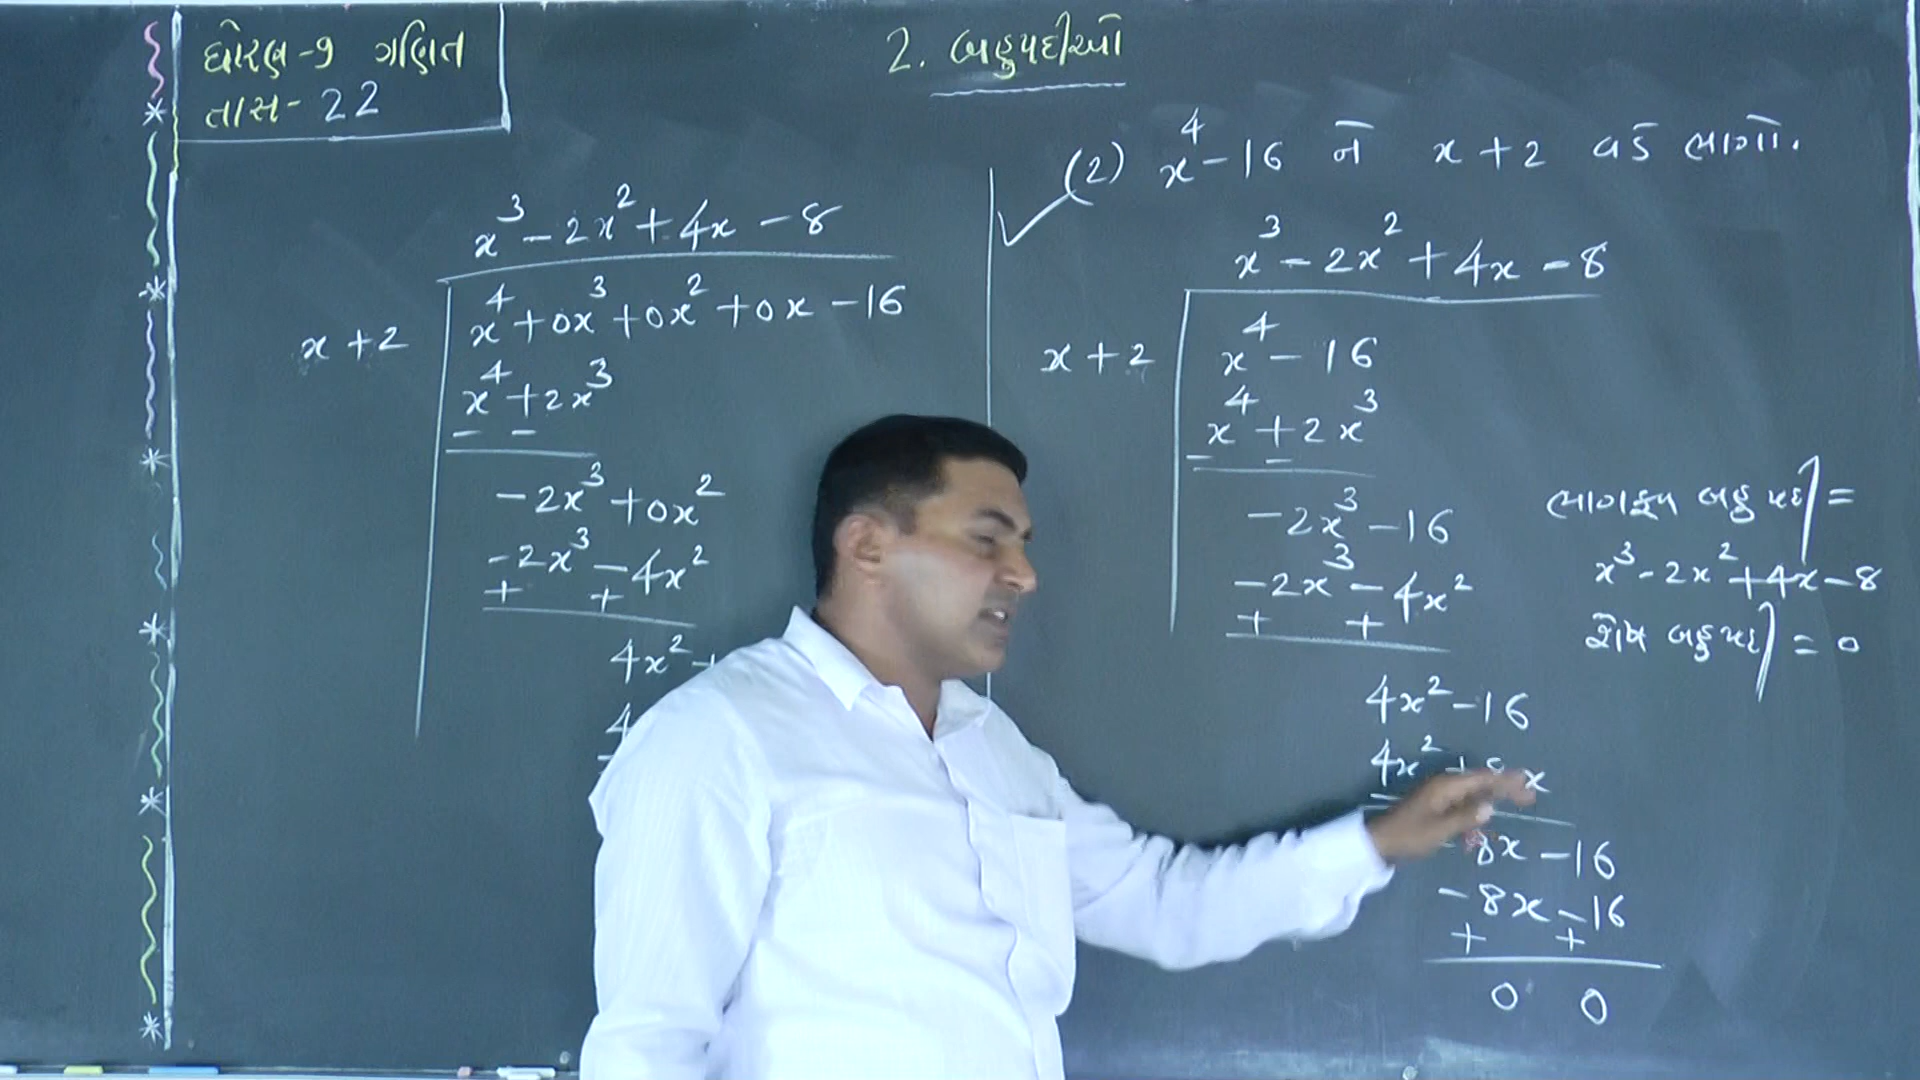 ધોરણ-9 ગણિત
તાસ- 22
2. બહુપદીઓ
x³ - 2x² + 4x - 8
x + 2
x⁴ + 0x³ + 0x² + 0x - 16
x⁴ + 2x³
- -
-2x³ + 0x²
-2x³ - 4x²
+ +
4x² +
4
(2) x⁴ - 16 ને x + 2 વડે ભાગો.
x³ - 2x² + 4x - 8
x + 2
x⁴ - 16
x⁴ + 2x³
- -
-2x³ - 16
-2x³ - 4x²
+ +
4x² - 16
4x² + 8x
-8x - 16
-8x - 16
+ +
0 0
ભાગફળ બહુપદી =
x³ - 2x² + 4x - 8
શેષ બહુપદી = 0